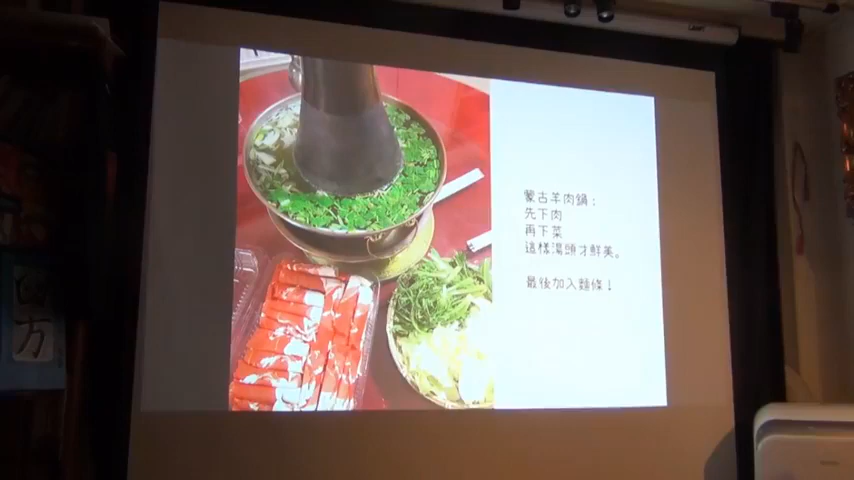 蒙古羊肉鍋：
先下肉
再下菜
這樣湯頭才鮮美。
最後加入麵條！
方